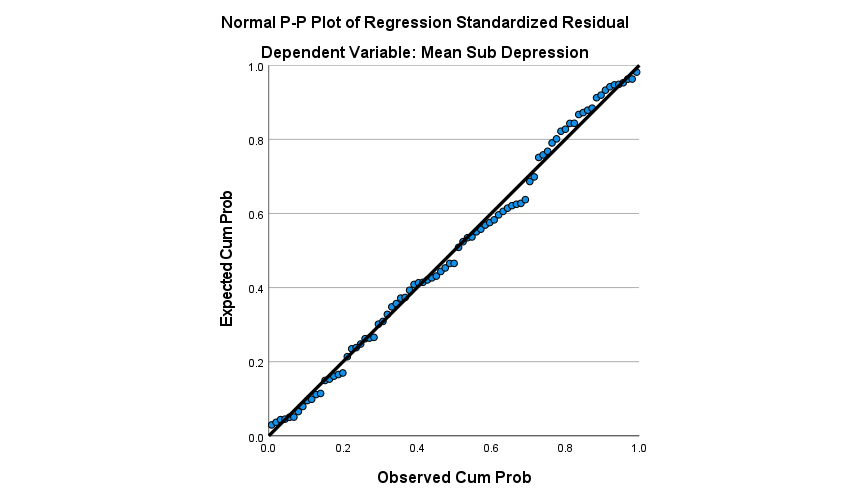 Normal P-P Plot of Regression Standardized Residual
Dependent Variable: Mean Sub Depression
1.0
0.8
0.6
0.4
0.2
0.0
Expected Cum Prob
0.0 0.2 0.4 0.6 0.8 1.0
Observed Cum Prob